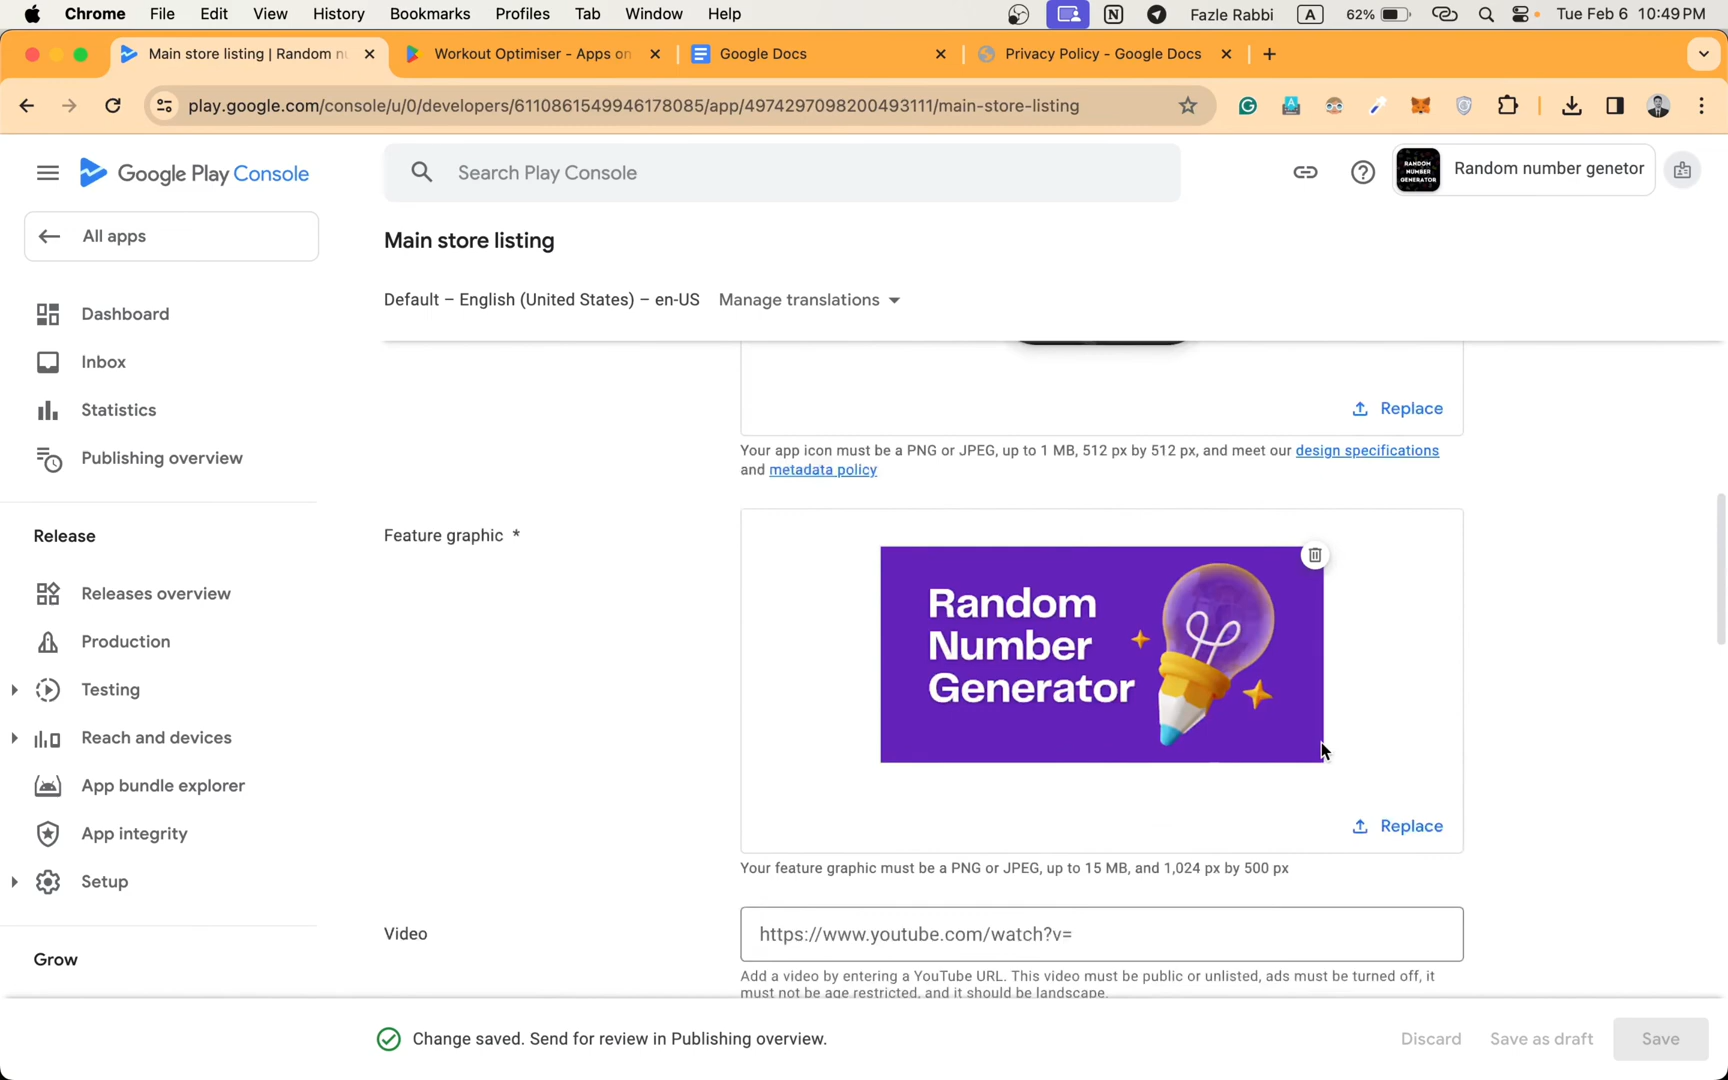 Chrome File Edit View History Bookmarks Profiles Tab Window Help Fazle Rabbi A 62% Tue Feb 6 10:49 PM
Main store listing | Random nu Workout Optimiser - Apps on Google Docs Privacy Policy - Google Docs
play.google.com/console/u/0/developers/6110861549946178085/app/4974297098200493111/main-store-listing
Google Play Console
Search Play Console
RANDOM
NUMBER
GENERATOR
Random number genetor
All apps
Main store listing
Default – English (United States) – en-US Manage translations
Dashboard
Inbox
Statistics
Publishing overview
Release
Releases overview
Production
Testing
Reach and devices
App bundle explorer
App integrity
Setup
Grow
Replace
Your app icon must be a PNG or JPEG, up to 1 MB, 512 px by 512 px, and meet our design specifications
and metadata policy
Feature graphic *
Random
Number
Generator
Replace
Your feature graphic must be a PNG or JPEG, up to 15 MB, and 1,024 px by 500 px
Video
https://www.youtube.com/watch?v=
Add a video by entering a YouTube URL. This video must be public or unlisted, ads must be turned off, it
must not be age restricted, and it should be landscape.
Change saved. Send for review in Publishing overview.
Discard Save as draft Save